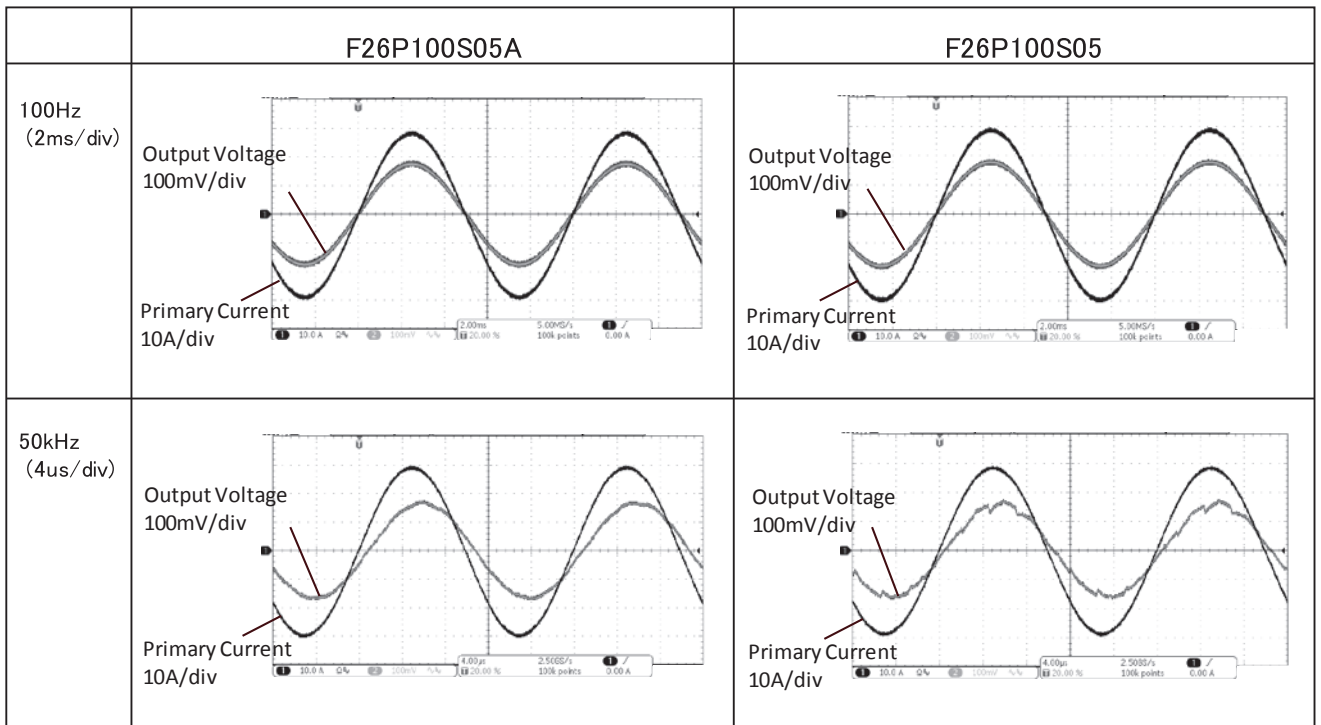 F26P100S05A
F26P100S05
100Hz
(2ms/div)
Output Voltage
100mV/div
Primary Current
10A/div
10.0 A
100mV
2.00ms
20.00 %
5.00MS/s
100k points
0.00 A
Output Voltage
100mV/div
Primary Current
10A/div
10.0 A
100mV
2.00ms
20.00 %
5.00MS/s
100k points
0.00 A
50kHz
(4us/div)
Output Voltage
100mV/div
Primary Current
10A/div
10.0 A
100mV
4.00µs
20.00 %
2.50GS/s
100k points
0.00 A
Output Voltage
100mV/div
Primary Current
10A/div
10.0 A
100mV
4.00µs
20.00 %
2.50GS/s
100k points
0.00 A